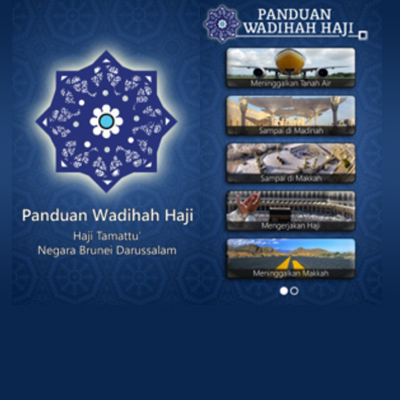 Panduan Wadihah Haji
Haji Tamattu'
Negara Brunei Darussalam
PANDUAN
WADIHAH HAJI
Meninggalkan Tanah Air
Sampai di Madinah
Sampai di Makkah
Mengerjakan Haji
Meninggalkan Makkah